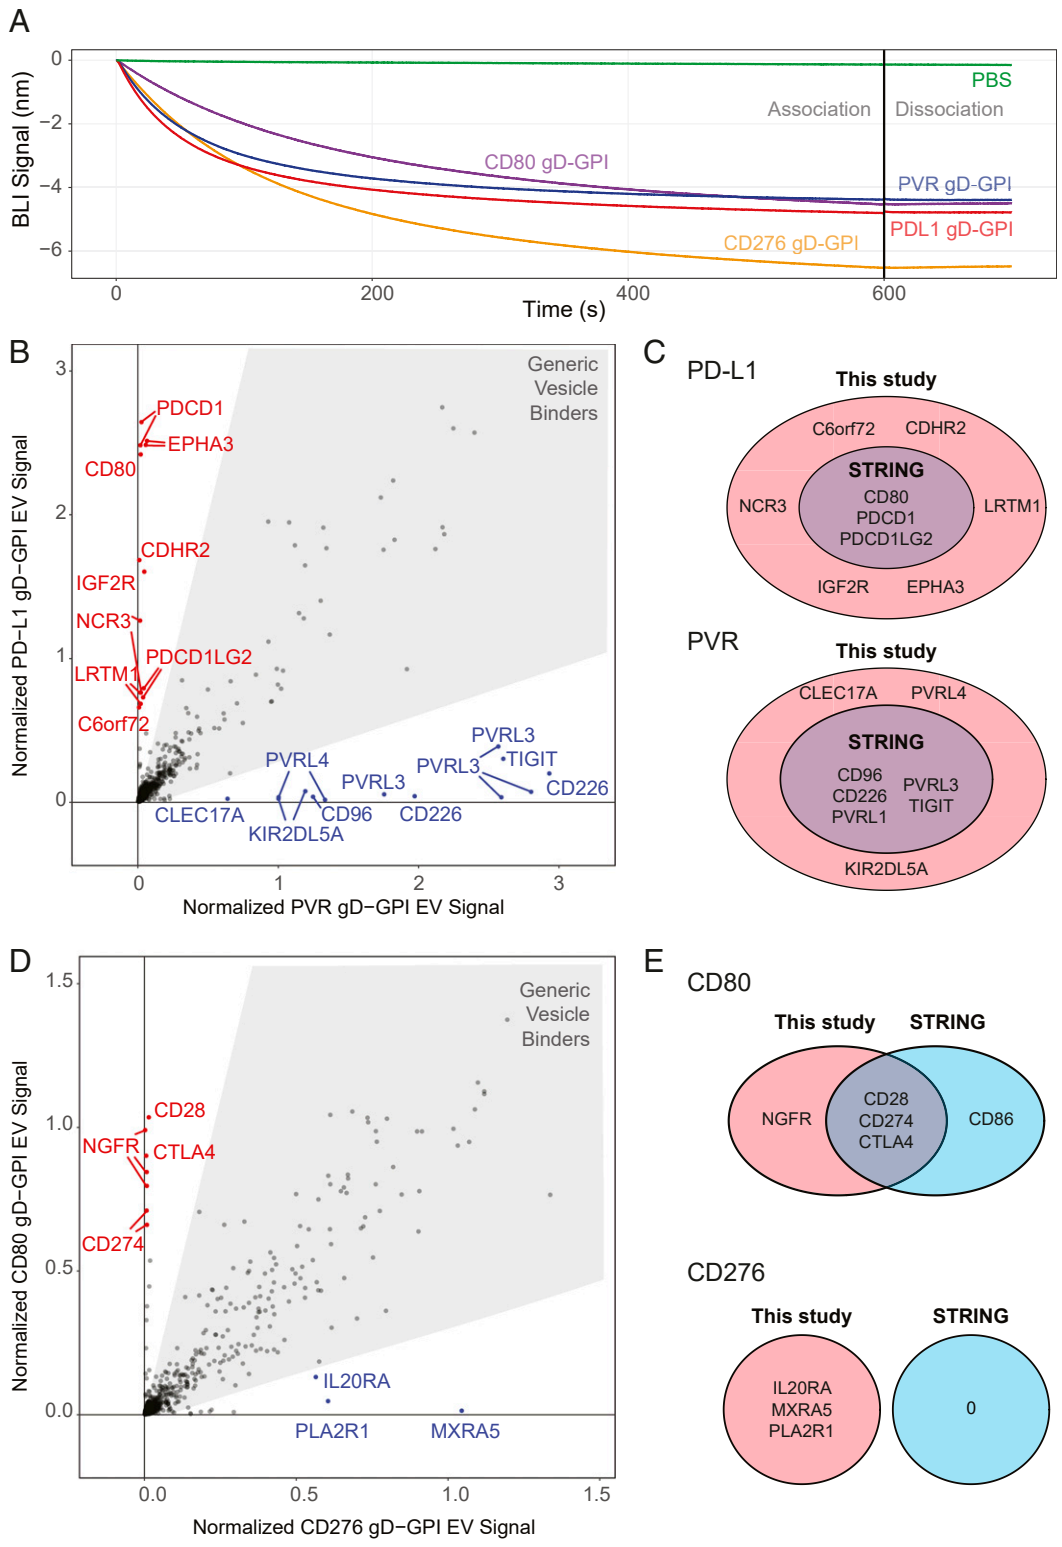 A
BLI Signal (nm)
0
−2
−4
−6
PBS
Association
Dissociation
CD80 gD-GPI
PVR gD-GPI
CD276 gD-GPI
PDL1 gD-GPI
0
200
400
600
Time (s)
B
Normalized PD−L1 gD−GPI EV Signal
3
2
1
0
Generic
Vesicle
Binders
PDCD1
EPHA3
CD80
CDHR2
IGF2R
NCR3
PDCD1LG2
LRTM1
C6orf72
PVRL3
PVRL4
PVRL3
TIGIT
PVRL3
CD226
CLEC17A
CD96
CD226
KIR2DL5A
0
1
2
3
Normalized PVR gD−GPI EV Signal
C
PD-L1
This study
C6orf72
CDHR2
STRING
NCR3
CD80
PDCD1
PDCD1LG2
LRTM1
IGF2R
EPHA3
PVR
This study
CLEC17A
PVRL4
STRING
CD96
CD226
PVRL1
PVRL3
TIGIT
KIR2DL5A
D
Normalized CD80 gD−GPI EV Signal
1.5
1.0
0.5
0.0
Generic
Vesicle
Binders
CD28
NGFR
CTLA4
CD274
IL20RA
PLA2R1
MXRA5
0.0
0.5
1.0
1.5
Normalized CD276 gD−GPI EV Signal
E
CD80
This study
STRING
NGFR
CD28
CD274
CTLA4
CD86
CD276
This study
STRING
IL20RA
MXRA5
PLA2R1
0